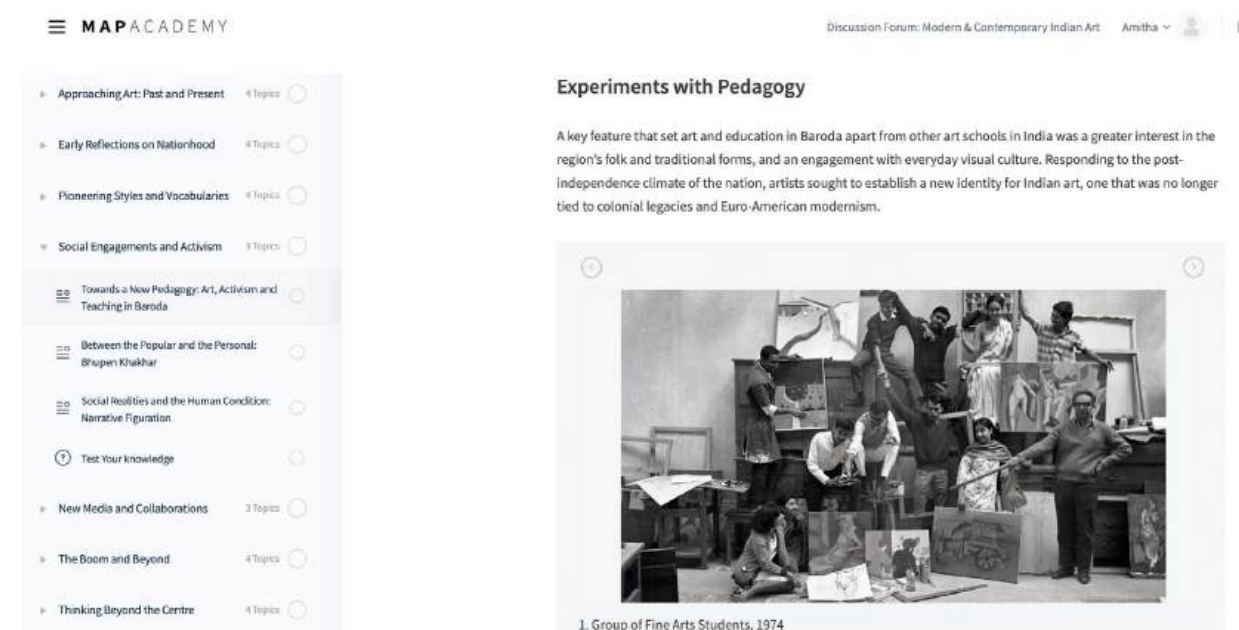 MAPACADEMY
Discussion Forum: Modern & Contemporary Indian Art
Amitha
Approaching Art: Past and Present 4 Topics
Early Reflections on Nationhood 4 Topics
Pioneering Styles and Vocabularies 4 Topics
Social Engagements and Activism 3 Topics
Towards a New Pedagogy: Art, Activism and
Teaching in Baroda
Between the Popular and the Personal:
Bhupen Khakhar
Social Realities and the Human Condition:
Narrative Figuration
Test Your knowledge
New Media and Collaborations 3 Topics
The Boom and Beyond 4 Topics
Thinking Beyond the Centre 4 Topics
Experiments with Pedagogy
A key feature that set art and education in Baroda apart from other art schools in India was a greater interest in the
region's folk and traditional forms, and an engagement with everyday visual culture. Responding to the post-
independence climate of the nation, artists sought to establish a new identity for Indian art, one that was no longer
tied to colonial legacies and Euro-American modernism.
1. Group of Fine Arts Students, 1974